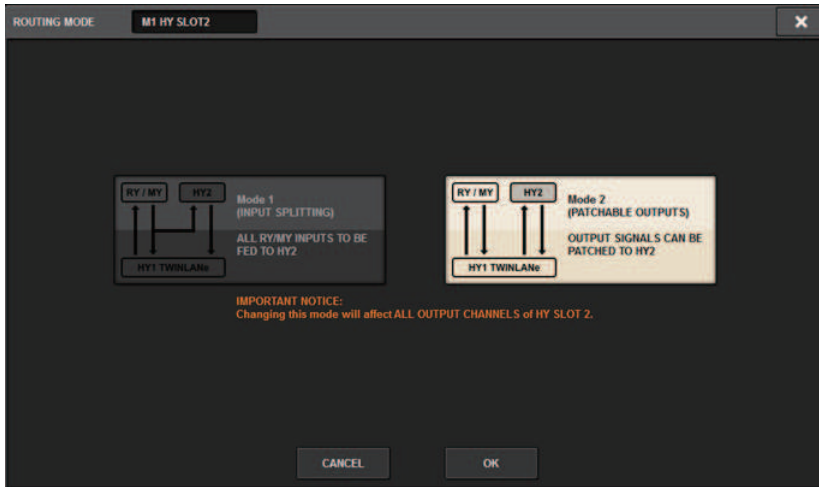 ROUTING MODE
M1 HY SLOT2
×
RY / MY
HY2
HY1 TWINLANe
Mode 1
(INPUT SPLITTING)
ALL RY/MY INPUTS TO BE
FED TO HY2
RY / MY
HY2
HY1 TWINLANe
Mode 2
(PATCHABLE OUTPUTS)
OUTPUT SIGNALS CAN BE
PATCHED TO HY2
IMPORTANT NOTICE:
Changing this mode will affect ALL OUTPUT CHANNELS of HY SLOT 2.
CANCEL
OK